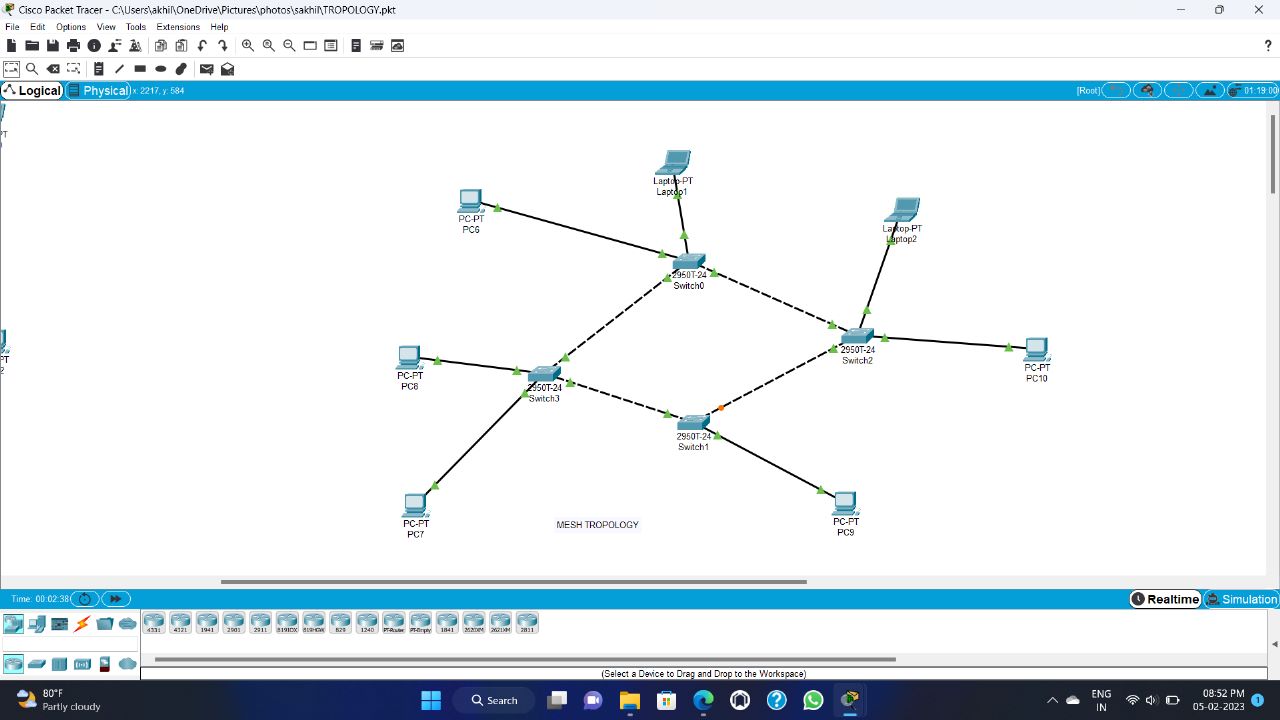 Cisco Packet Tracer - C:\Users\akhil\OneDrive\Pictures\photos\sakhil\TROPOLOGY.pkt
File Edit Options View Tools Extensions Help
?
Logical Physical x: 2217, y: 584 [Root] 01:19:00
Laptop-PT
Laptop1
PC-PT
PC6
Laptop-PT
Laptop2
2950T-24
Switch0
2950T-24
Switch2
PC-PT
PC10
PC-PT
PC8
2950T-24
Switch3
2950T-24
Switch1
PC-PT
PC7
PC-PT
PC9
MESH TROPOLOGY
Time: 00:02:38 Realtime Simulation
4331 4321 1941 2901 2911 819IOX 819HGW 829 1240 PT-Router PT-Empty 1841 2620XM 2621XM 2811
(Select a Device to Drag and Drop to the Workspace)
80°F
Partly cloudy
Search
ENG
IN
08:52 PM
05-02-2023
1